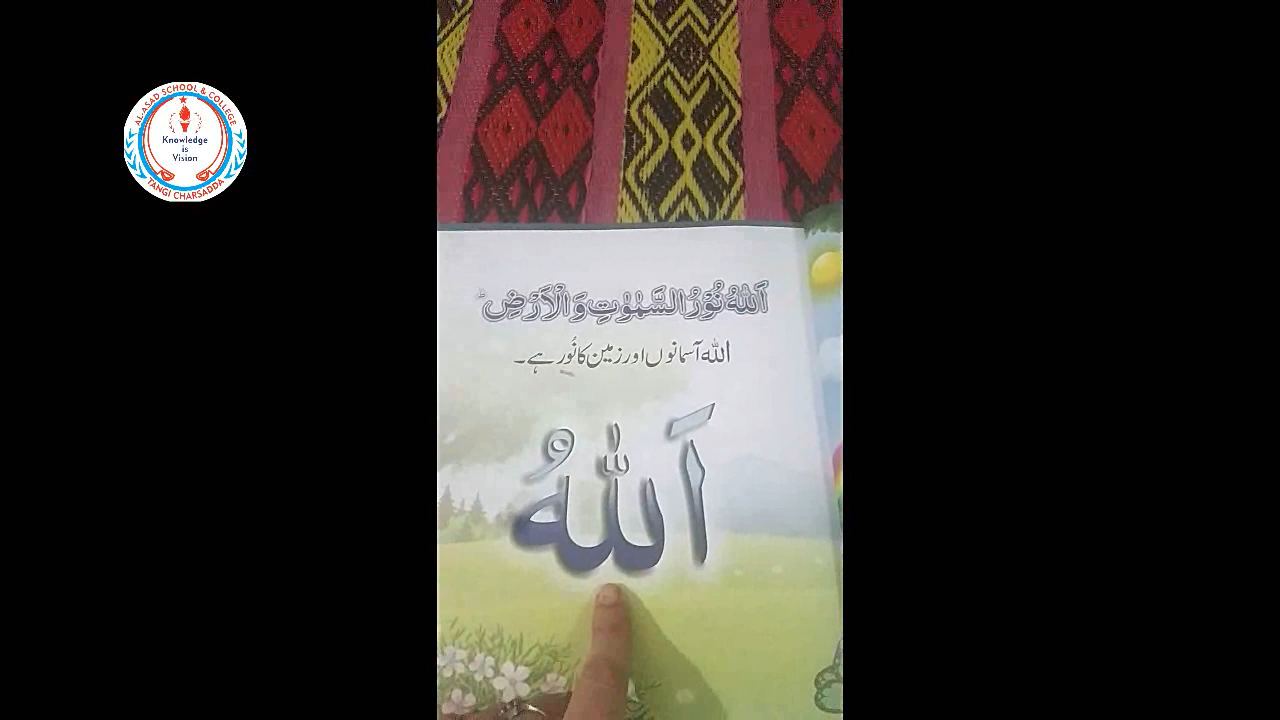 AL-ASAD SCHOOL & COLLEGE
Knowledge
is
Vision
TANGI CHARSADDA
اَللهُ نُوْرُ السَّمٰوٰتِ وَالْاَرْضِ ؕ
اللہ آسمانوں اور زمین کا نُور ہے۔
اَللّٰهُ